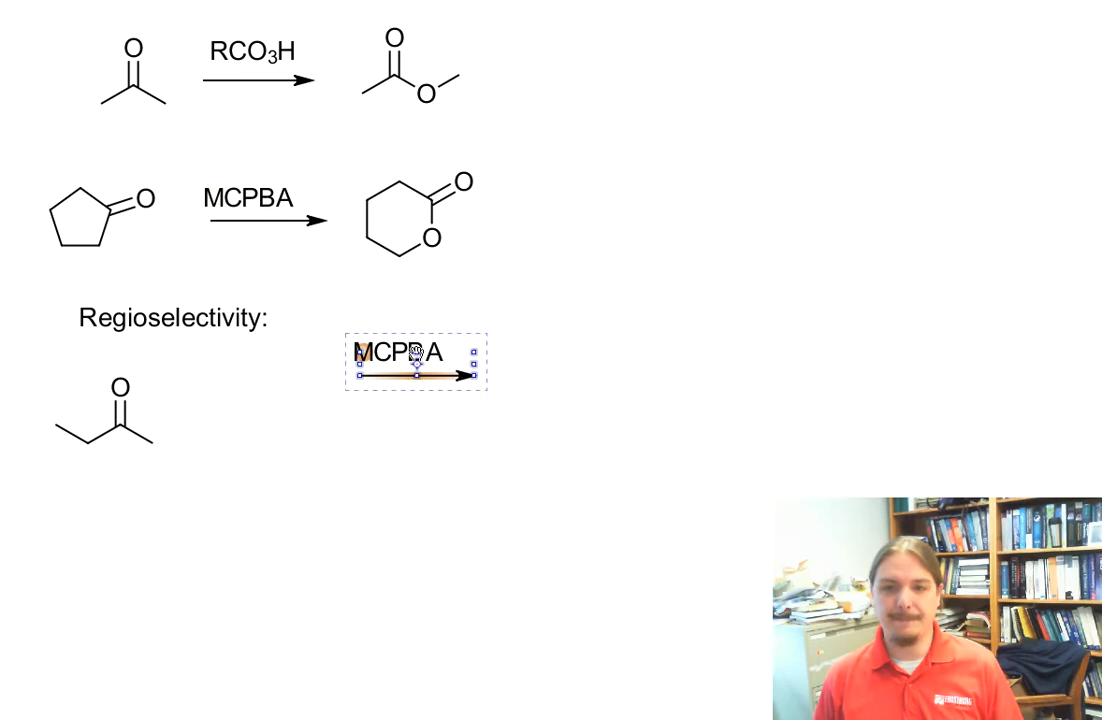 O RCO₃H O
O
MCPBA O
O
O
Regioselectivity:
MCPBA
O